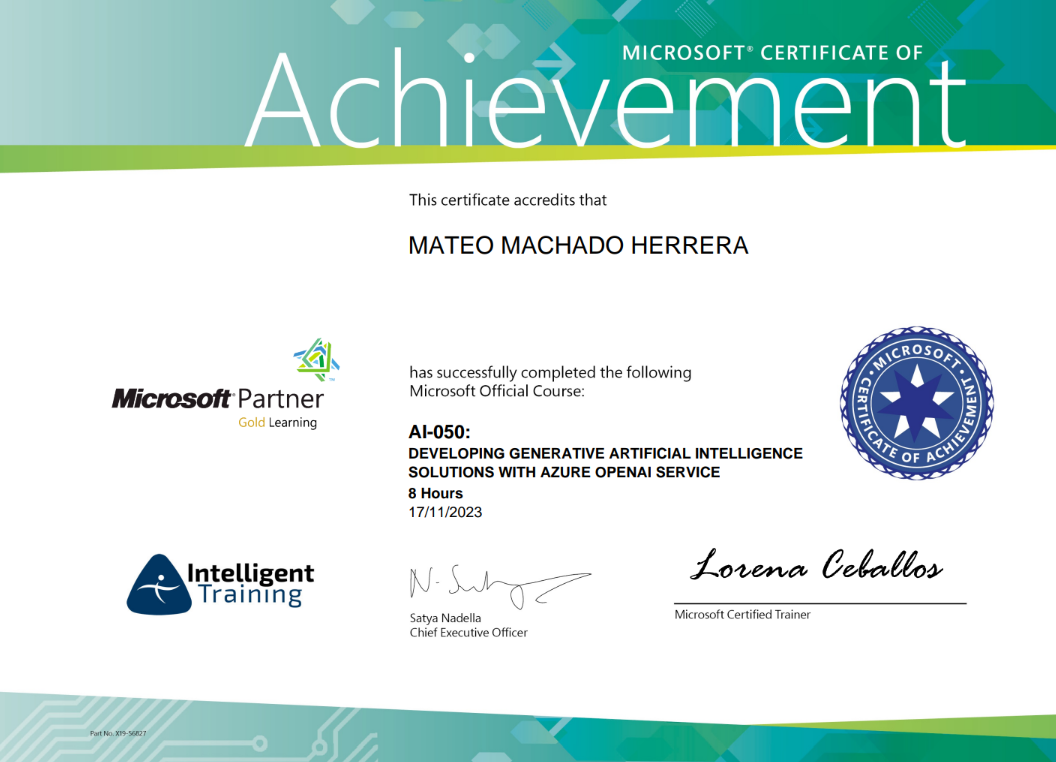 MICROSOFT® CERTIFICATE OF
Achievement
This certificate accredits that
MATEO MACHADO HERRERA
Microsoft Partner
Gold Learning
has successfully completed the following
Microsoft Official Course:
AI-050:
DEVELOPING GENERATIVE ARTIFICIAL INTELLIGENCE
SOLUTIONS WITH AZURE OPENAI SERVICE
8 Hours
17/11/2023
MICROSOFT • CERTIFICATE OF ACHIEVEMENT •
Intelligent
Training
Satya Nadella
Chief Executive Officer
Lorena Ceballos
Microsoft Certified Trainer
Part No. X19-56827